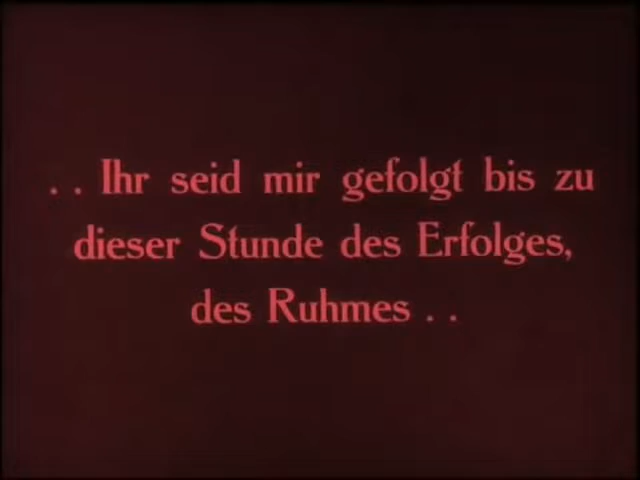 . . Ihr seid mir gefolgt bis zu
dieser Stunde des Erfolges,
des Ruhmes . .